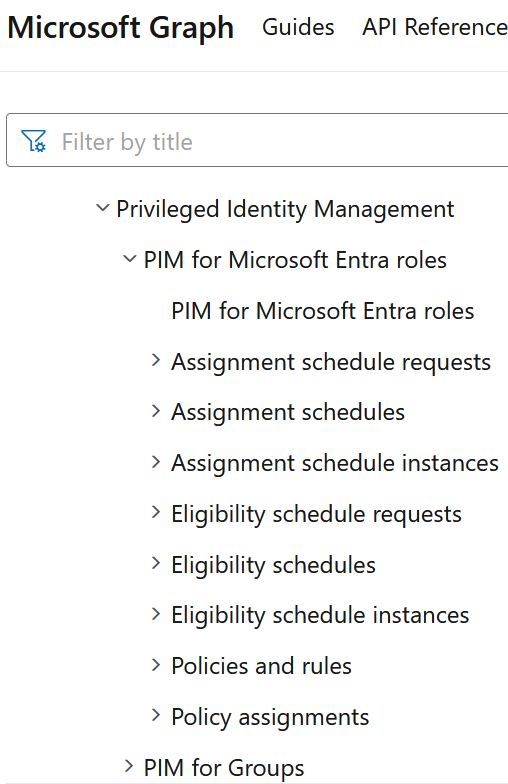 Microsoft Graph Guides API Reference
Filter by title
Privileged Identity Management
PIM for Microsoft Entra roles
PIM for Microsoft Entra roles
Assignment schedule requests
Assignment schedules
Assignment schedule instances
Eligibility schedule requests
Eligibility schedules
Eligibility schedule instances
Policies and rules
Policy assignments
PIM for Groups